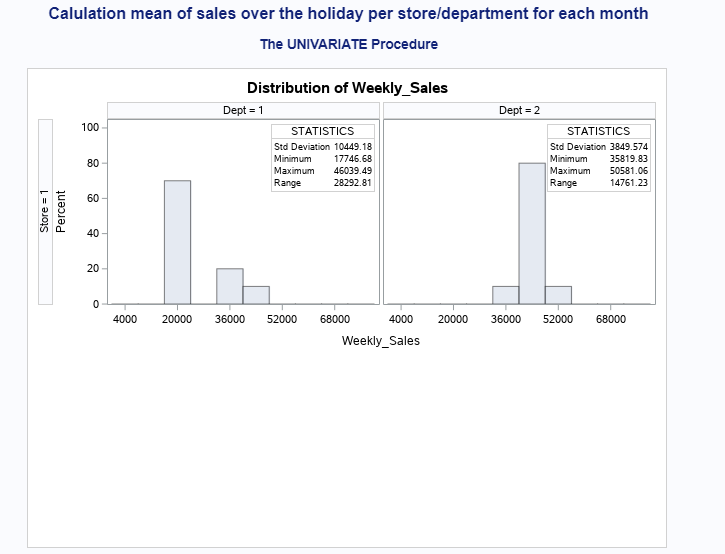 Calulation mean of sales over the holiday per store/department for each month
The UNIVARIATE Procedure
Distribution of Weekly_Sales
Dept = 1
Dept = 2
Store = 1
Percent
100
80
60
40
20
0
STATISTICS
Std Deviation 10449.18
Minimum 17746.68
Maximum 46039.49
Range 28292.81
STATISTICS
Std Deviation 3849.574
Minimum 35819.83
Maximum 50581.06
Range 14761.23
4000 20000 36000 52000 68000
4000 20000 36000 52000 68000
Weekly_Sales